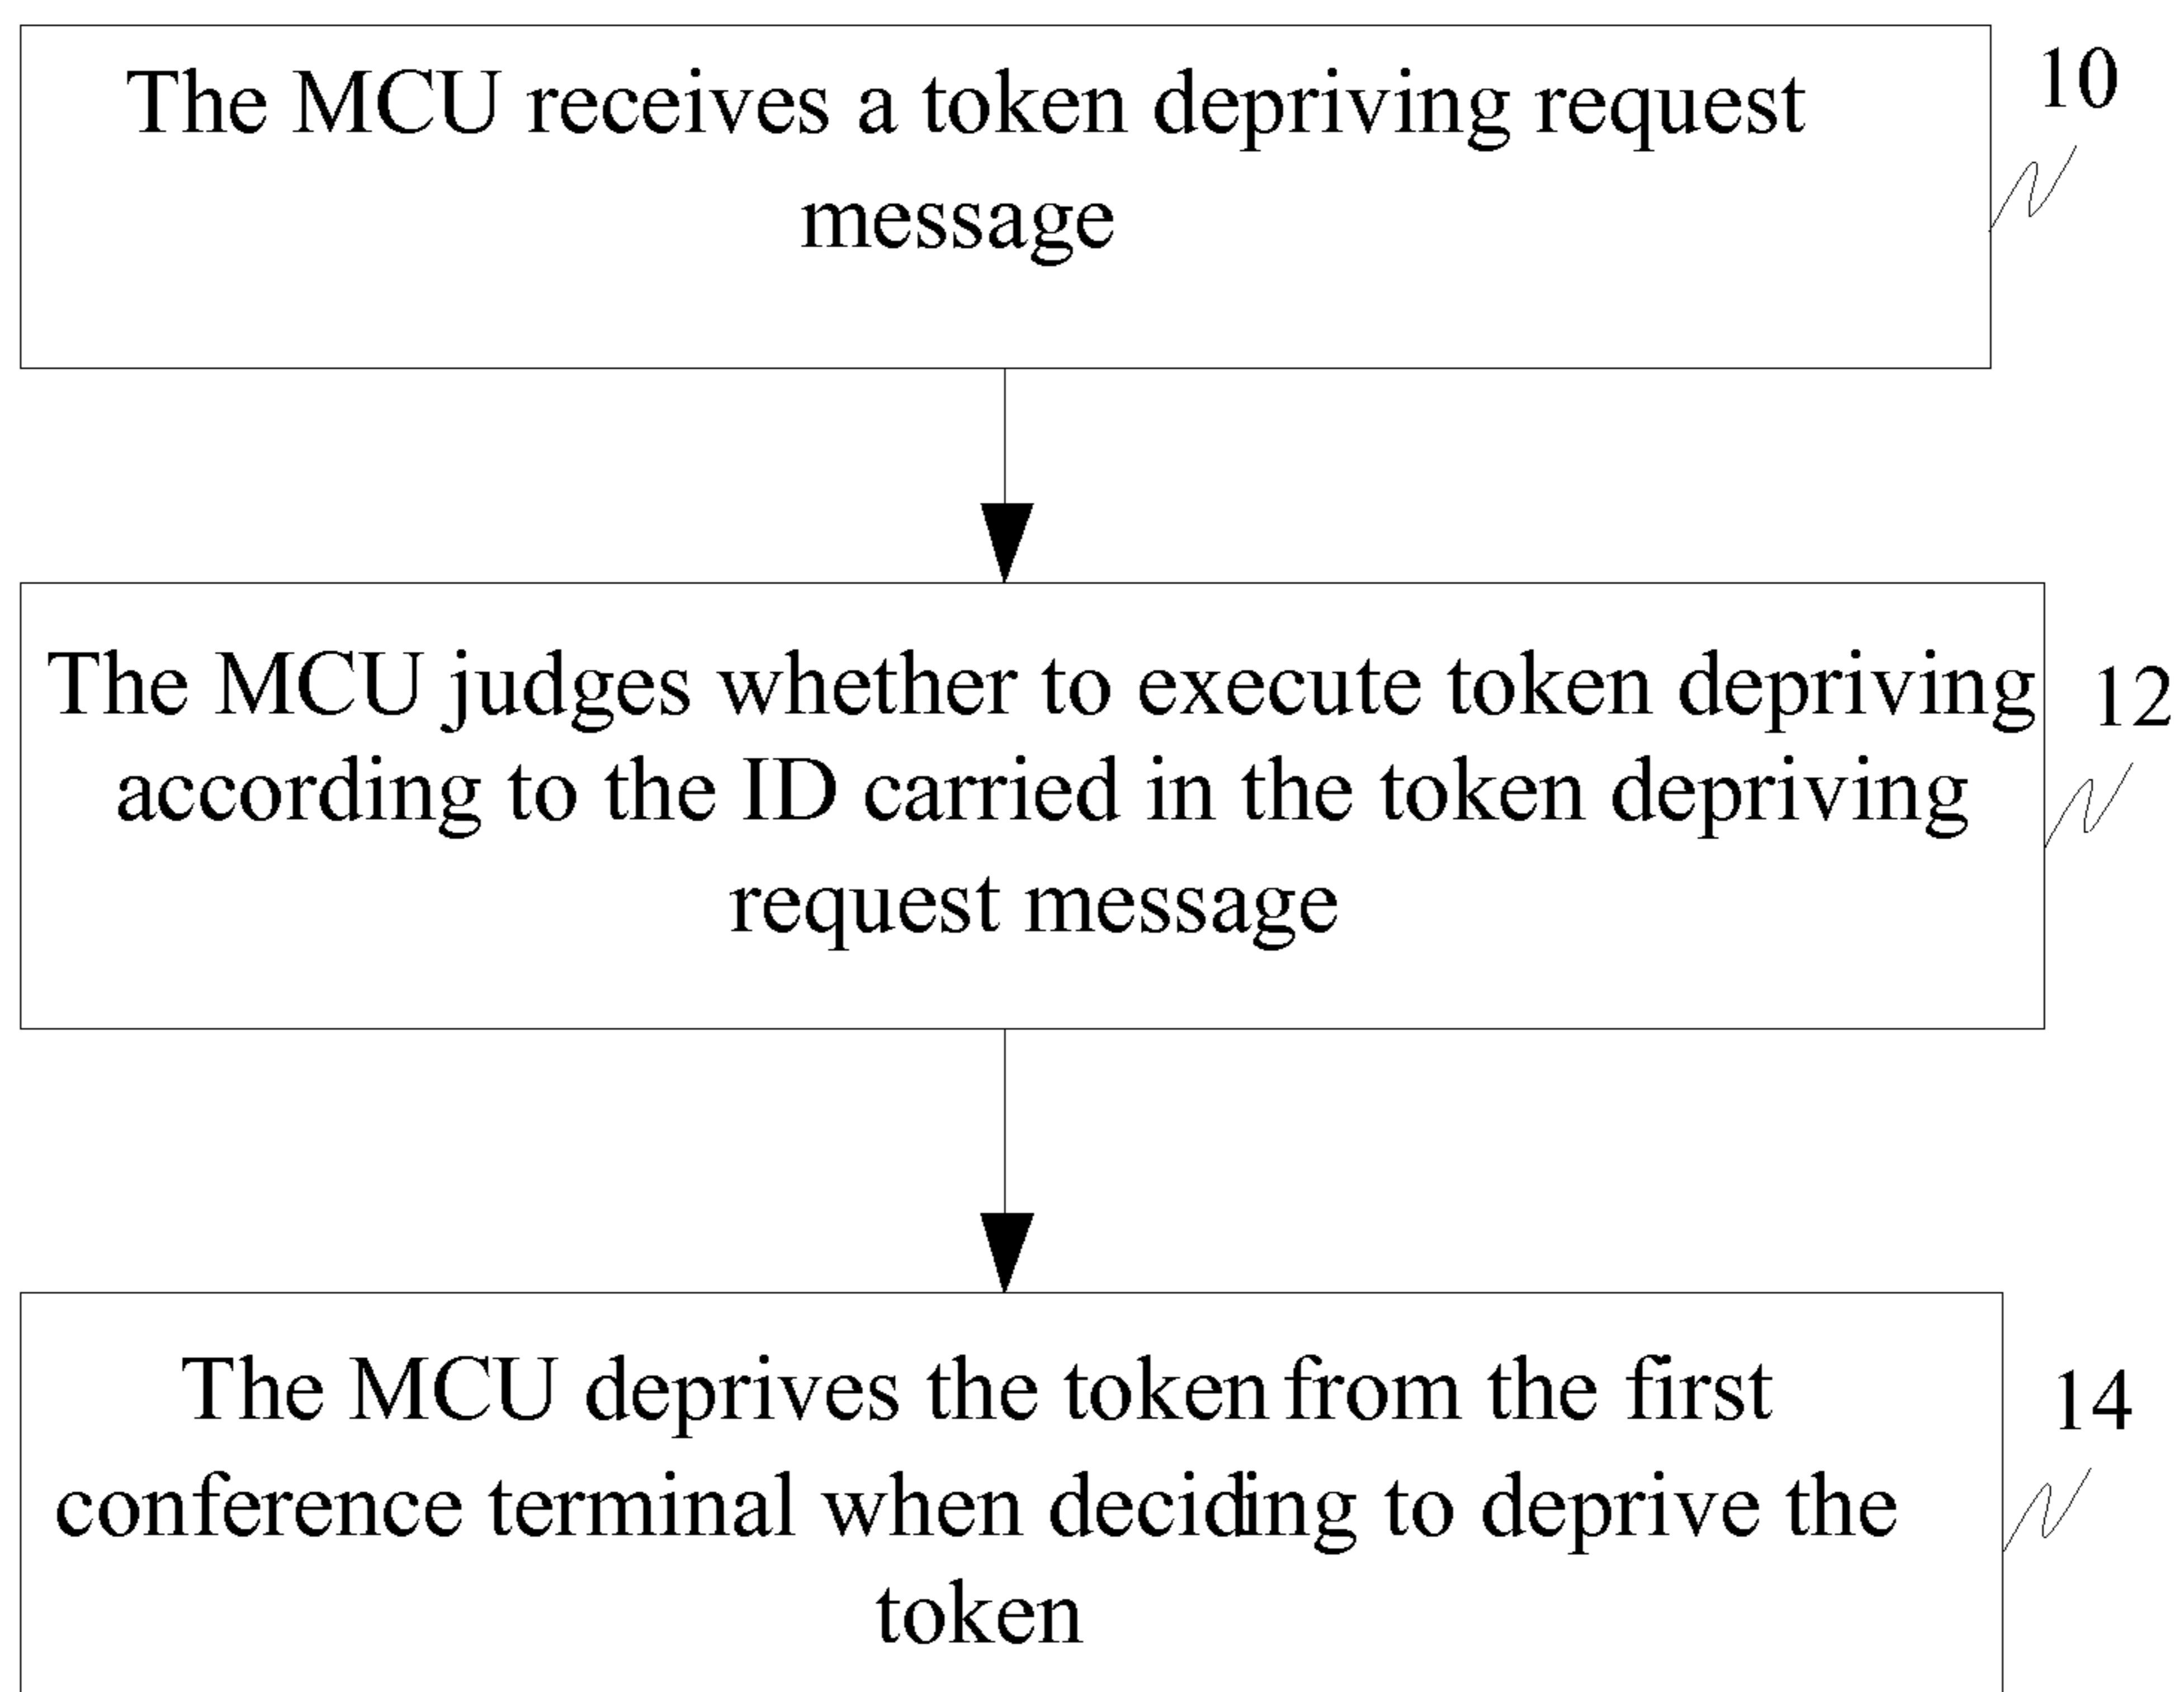 The MCU receives a token depriving request
message
10
The MCU judges whether to execute token depriving
according to the ID carried in the token depriving
request message
12
The MCU deprives the token from the first
conference terminal when deciding to deprive the
token
14